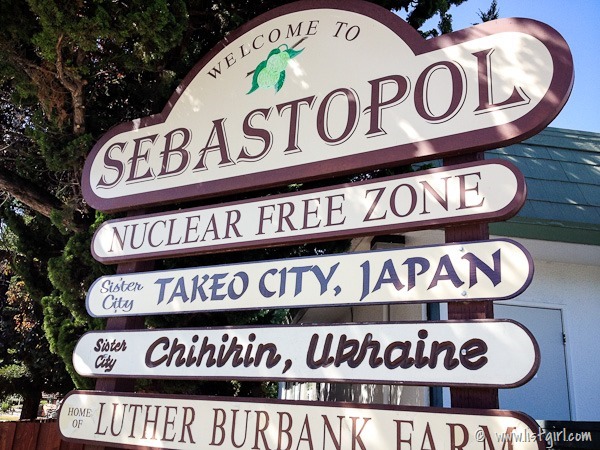 WELCOME TO
SEBASTOPOL
NUCLEAR FREE ZONE
Sister City TAKEO CITY, JAPAN
Sister City Chihirin, Ukraine
HOME OF LUTHER BURBANK FARM
© www.listgirl.com